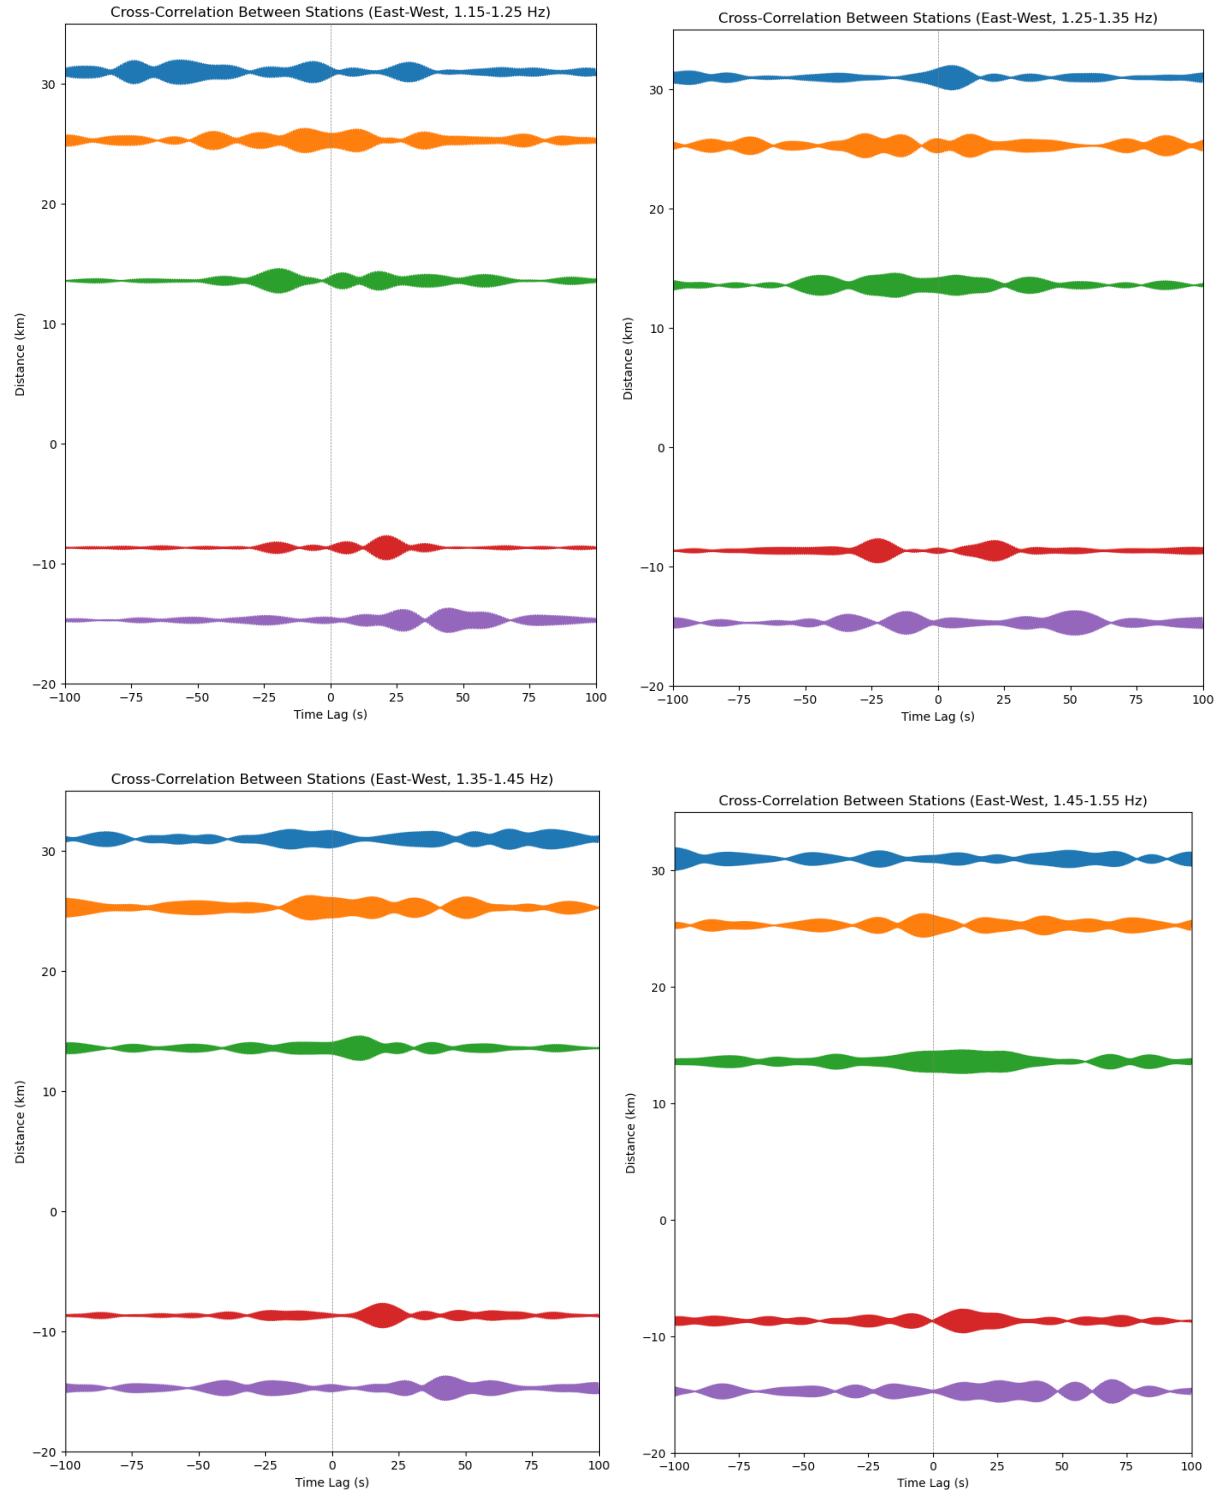 Cross-Correlation Between Stations (East-West, 1.15-1.25 Hz)
30
20
10
0
−10
−20
Distance (km)
−100 −75 −50 −25 0 25 50 75 100
Time Lag (s)
Cross-Correlation Between Stations (East-West, 1.25-1.35 Hz)
30
20
10
0
−10
−20
Distance (km)
−100 −75 −50 −25 0 25 50 75 100
Time Lag (s)
Cross-Correlation Between Stations (East-West, 1.35-1.45 Hz)
30
20
10
0
−10
−20
Distance (km)
−100 −75 −50 −25 0 25 50 75 100
Time Lag (s)
Cross-Correlation Between Stations (East-West, 1.45-1.55 Hz)
30
20
10
0
−10
−20
Distance (km)
−100 −75 −50 −25 0 25 50 75 100
Time Lag (s)